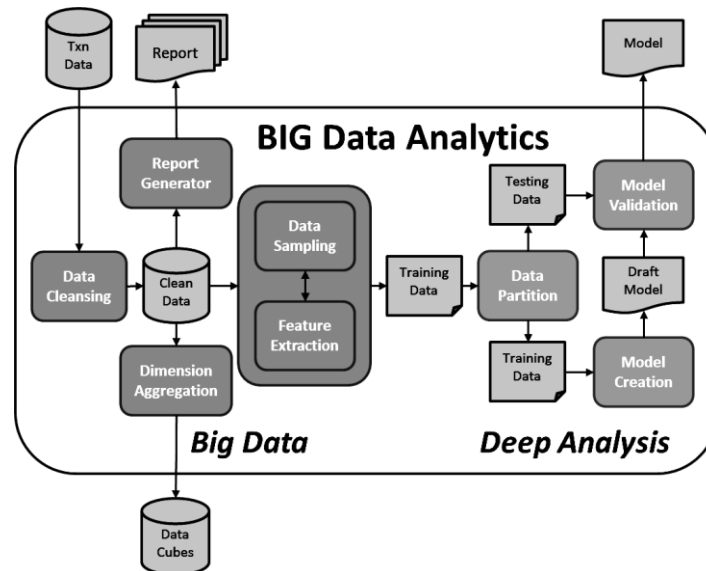 Txn
Data
Report
Model
BIG Data Analytics
Report
Generator
Testing
Data
Model
Validation
Data
Sampling
Data
Cleansing
Clean
Data
Training
Data
Data
Partition
Draft
Model
Feature
Extraction
Dimension
Aggregation
Training
Data
Model
Creation
Big Data
Deep Analysis
Data
Cubes